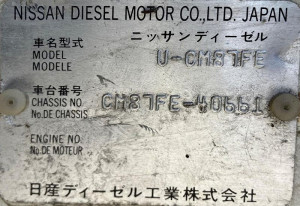 NISSAN DIESEL MOTOR CO.,LTD. JAPAN
車名型式 ニッサンディーゼル
MODEL U-CM87FE
MODELE
車台番号
CHASSIS NO CM87FE-40661
No.DE CHASSIS
ENGINE NO
No.DE MOTEUR
日産ディーゼル工業株式会社